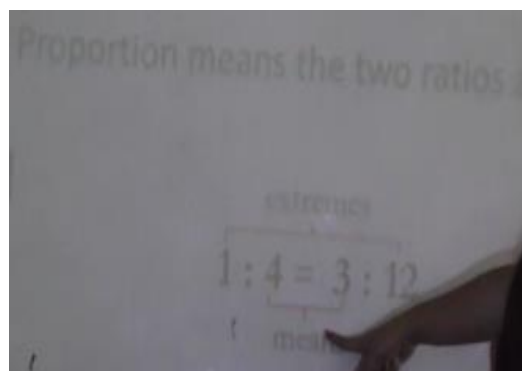 Proportion means the two ratios
extremes
1 : 4 = 3 : 12